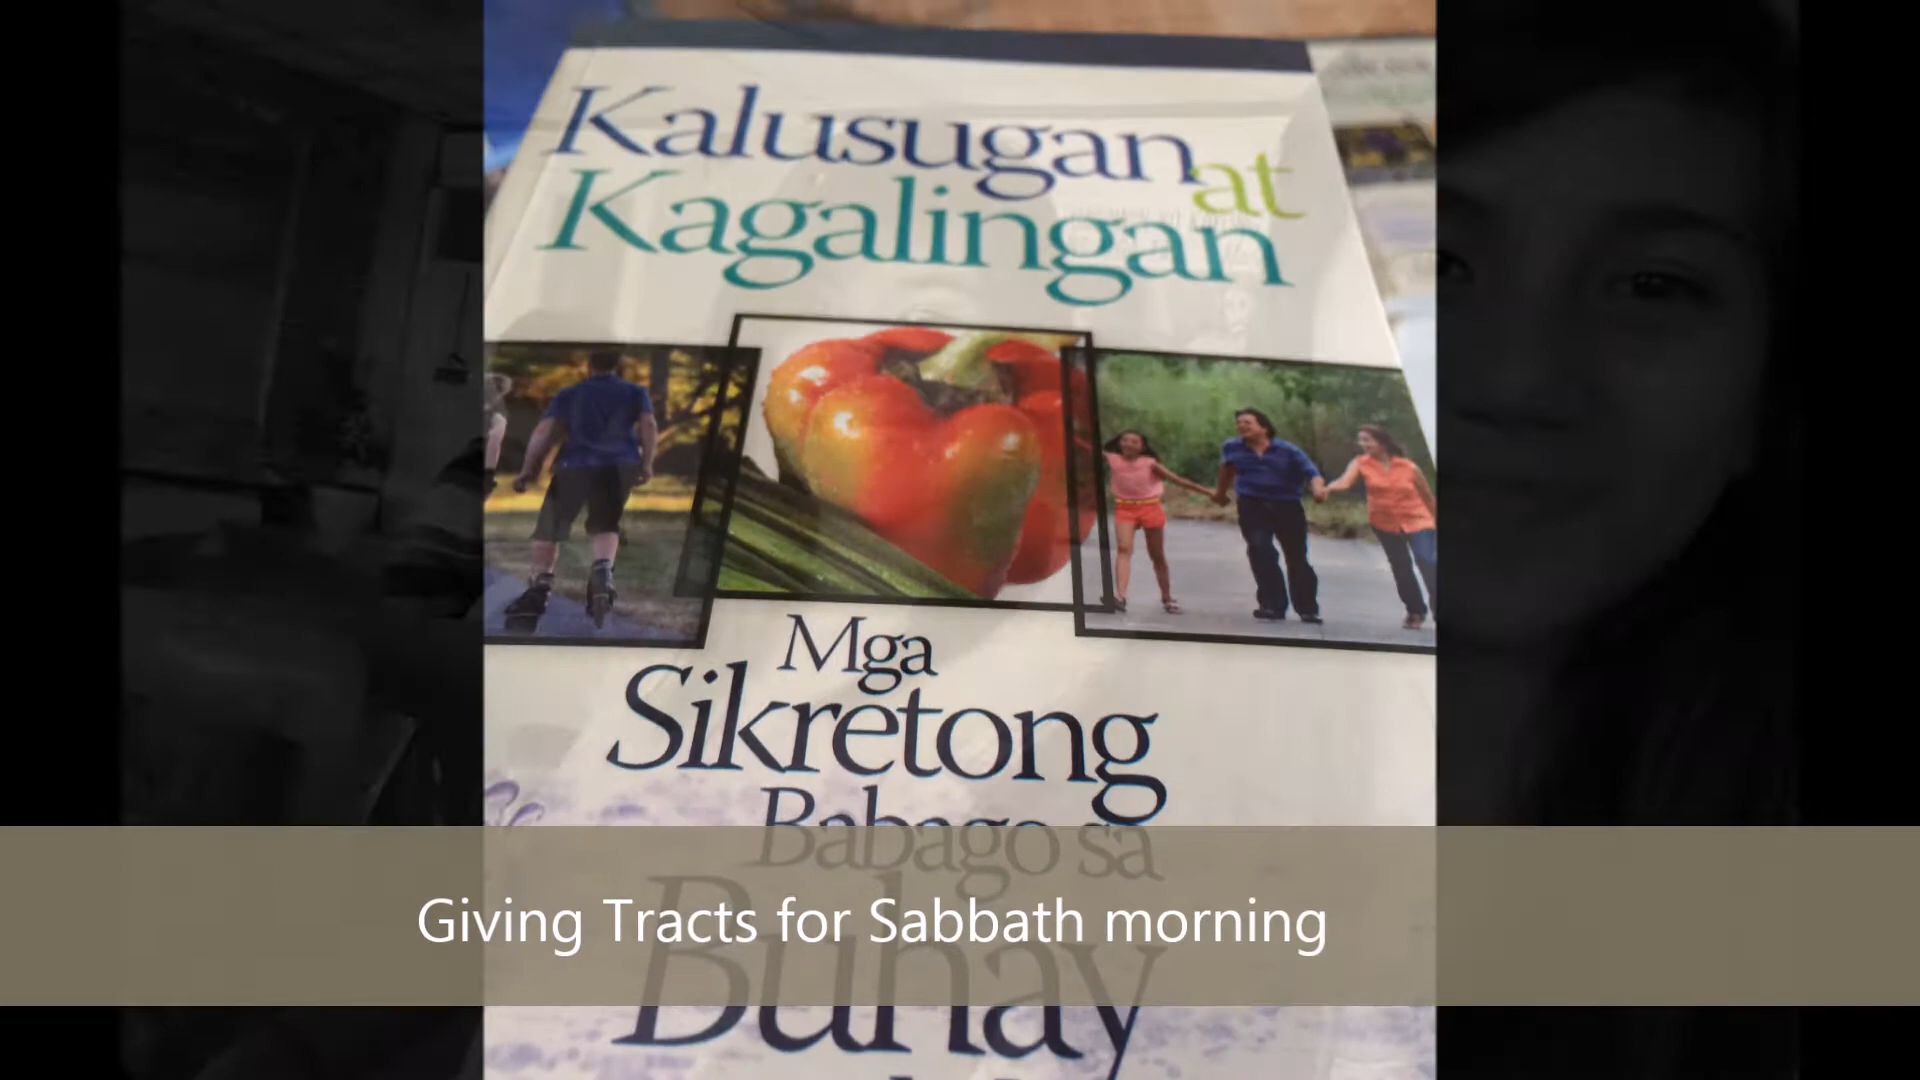 Kalusugan at
Kagalingan
Mga
Sikretong
Babago sa
Buhay
Giving Tracts for Sabbath morning